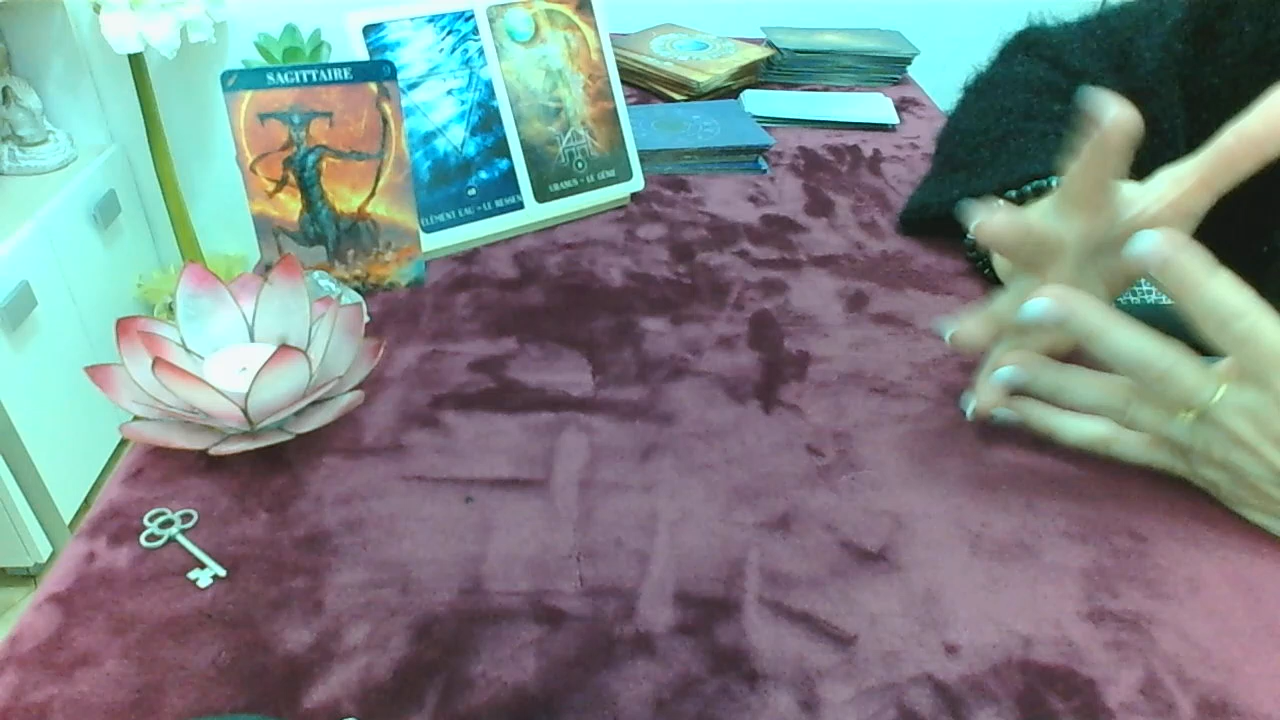 SAGITTAIRE
ÉLÉMENT EAU - LE RESSEN
URANUS - LE GÉNIE